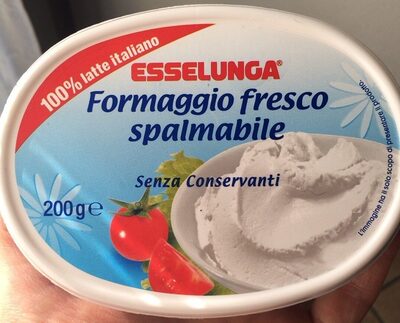 100% latte italiano
ESSELUNGA®
Formaggio fresco
spalmabile
Senza Conservanti
200g℮
L'immagine ha il solo scopo di presentare il prodotto